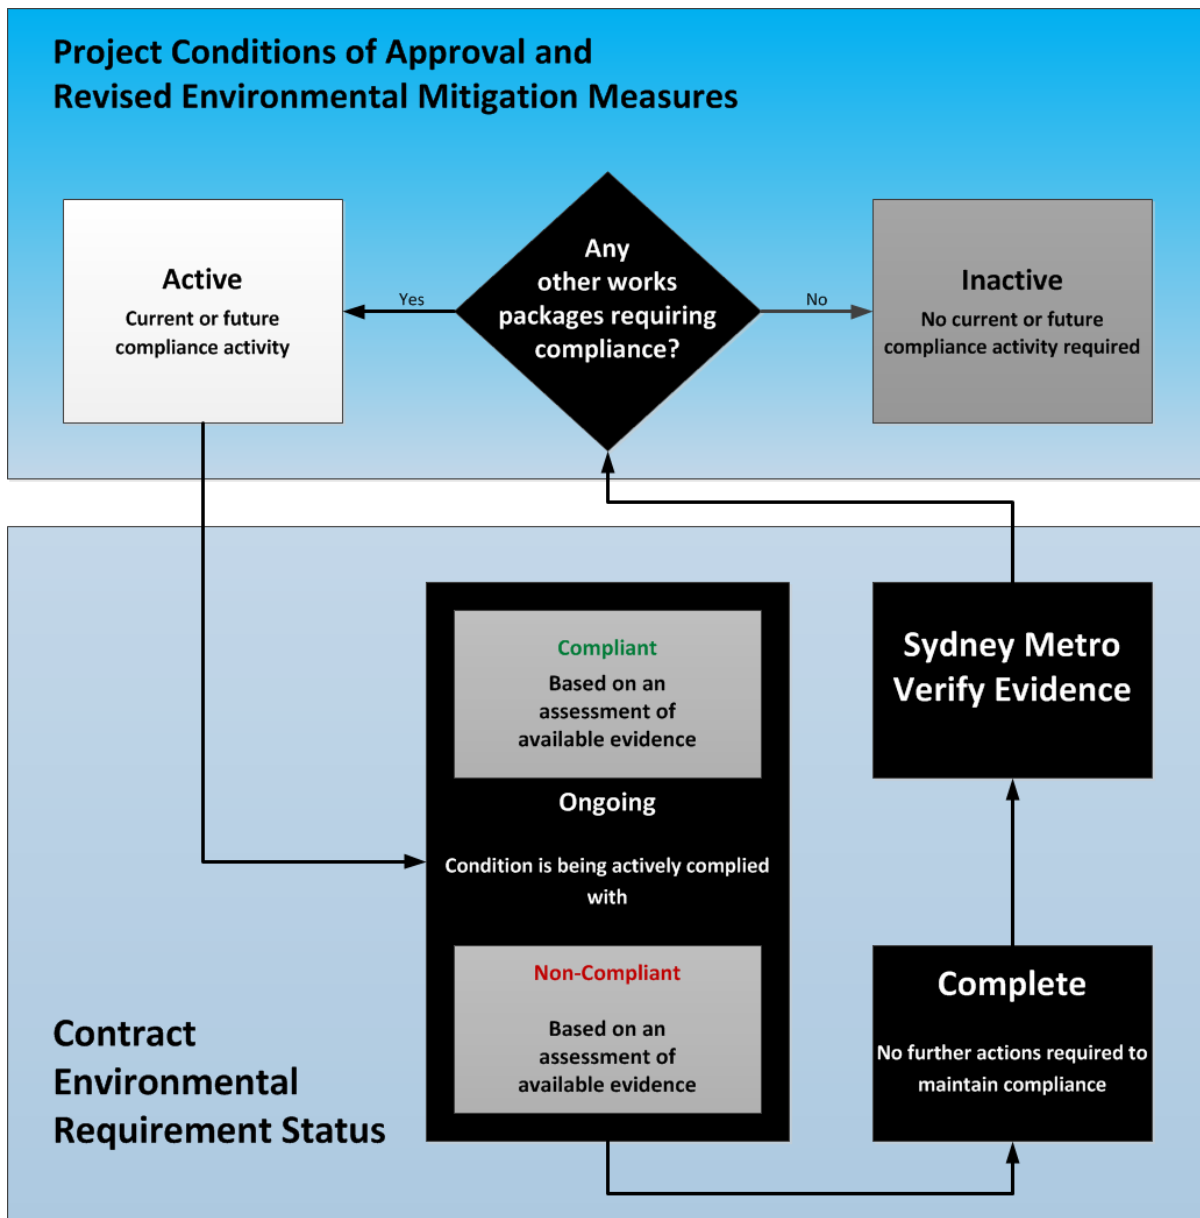 Project Conditions of Approval and
Revised Environmental Mitigation Measures
Active
Current or future
compliance activity
Yes
Any
other works
packages requiring
compliance?
No
Inactive
No current or future
compliance activity required
Compliant
Based on an
assessment of
available evidence
Ongoing
Condition is being actively complied
with
Non-Compliant
Based on an
assessment of
available evidence
Sydney Metro
Verify Evidence
Complete
No further actions required to
maintain compliance
Contract
Environmental
Requirement Status